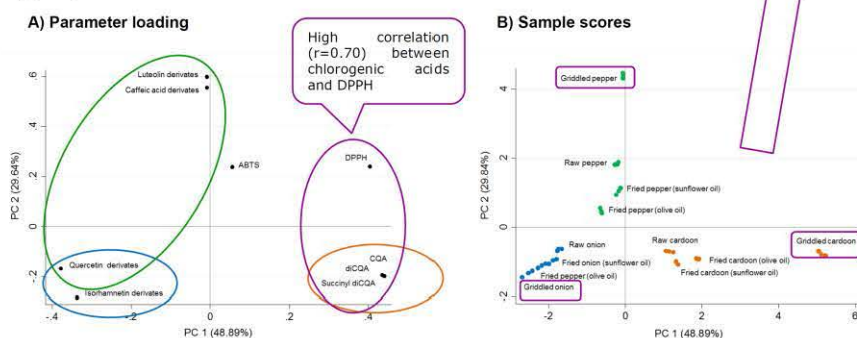 A) Parameter loading
High correlation
(r=0.70) between
chlorogenic acids
and DPPH
PC 2 (29.64%)
.6
.4
.2
0
-.2
Luteolin derivates
Caffeic acid derivates
ABTS
DPPH
Quercetin derivates
Isorhamnetin derivates
CQA
diCQA
Succinyl diCQA
-.4
-.2
0
.2
.4
PC 1 (48.89%)
B) Sample scores
PC 2 (29.84%)
4
.2
0
-.2
Griddled pepper
Raw pepper
Fried pepper (sunflower oil)
Fried pepper (olive oil)
Raw onion
Fried onion (sunflower oil)
Fried pepper (olive oil)
Griddled onion
Raw cardoon
Griddled cardoon
Fried cardoon (olive oil)
Fried cardoon (sunflower oil)
-2
0
2
4
6
PC 1 (48.89%)